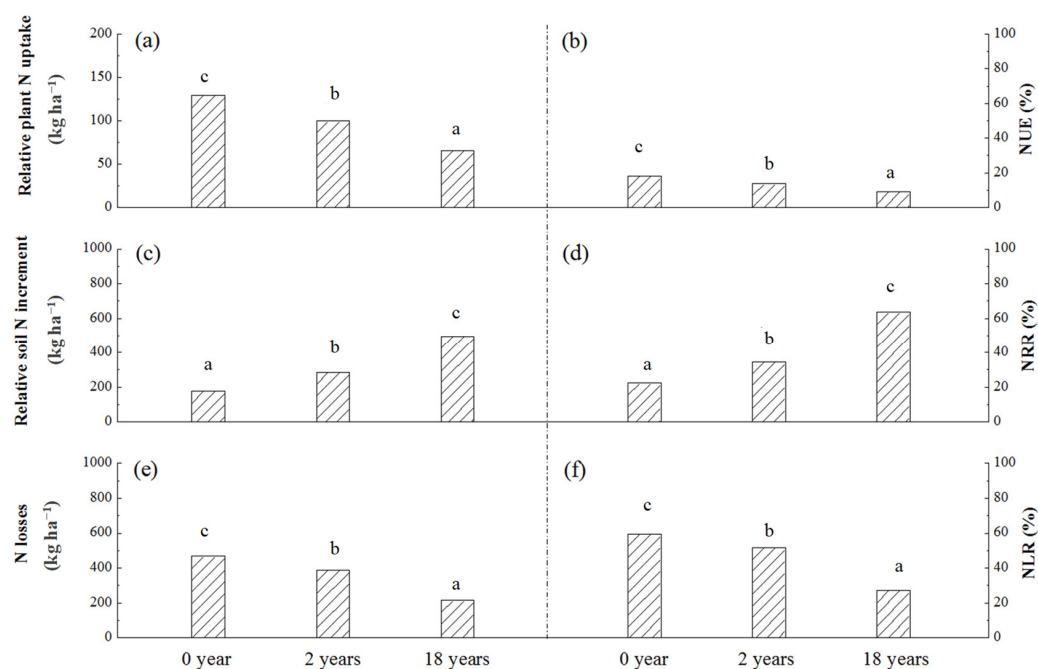 Relative plant N uptake
(kg ha⁻¹)
200
150
100
50
0
(a)
c
b
a
(b)
c
b
a
100
80
60
40
20
0
NUE (%)
Relative soil N increment
(kg ha⁻¹)
1000
800
600
400
200
0
(c)
a
b
c
(d)
a
b
c
100
80
60
40
20
0
NRR (%)
N losses
(kg ha⁻¹)
1000
800
600
400
200
0
(e)
c
b
a
(f)
c
b
a
100
80
60
40
20
0
NLR (%)
0 year 2 years 18 years 0 year 2 years 18 years